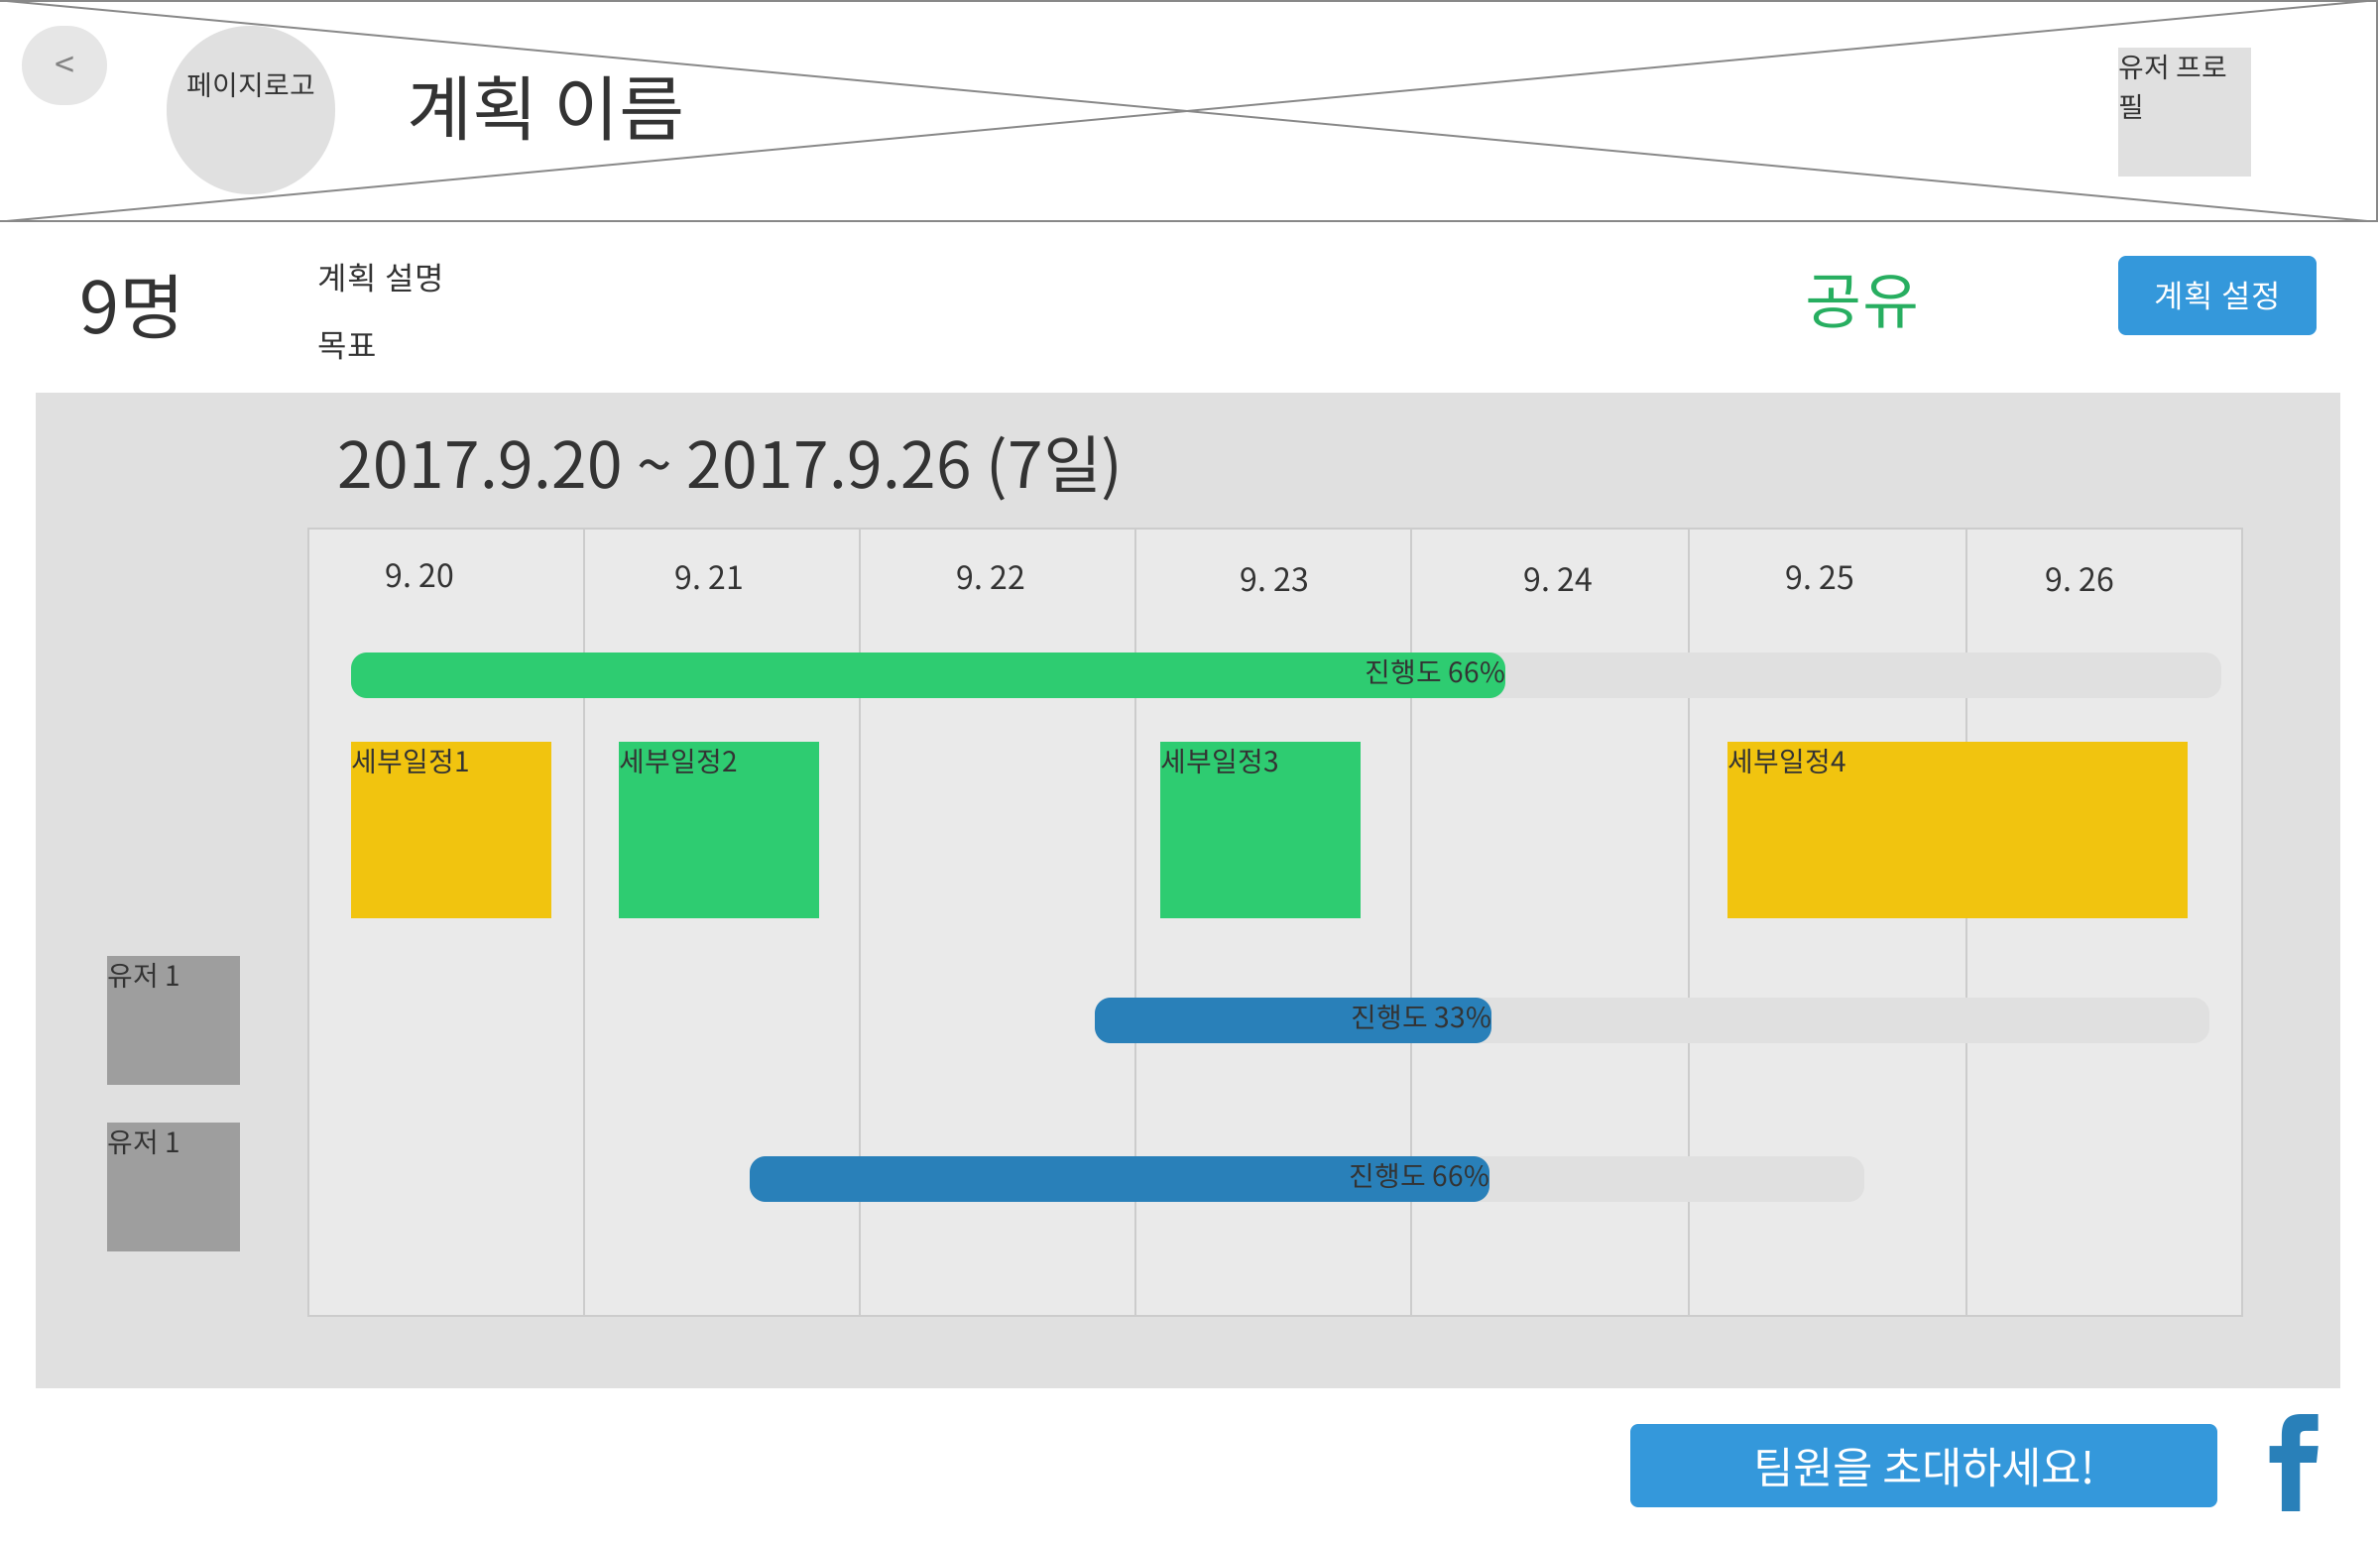 <
페이지로고
계획 이름
유저 프로
필
9명
계획 설명
목표
공유
계획 설정
2017.9.20 ~ 2017.9.26 (7일)
9. 20
9. 21
9. 22
9. 23
9. 24
9. 25
9. 26
진행도 66%
세부일정1
세부일정2
세부일정3
세부일정4
유저 1
진행도 33%
유저 1
진행도 66%
팀원을 초대하세요!
f